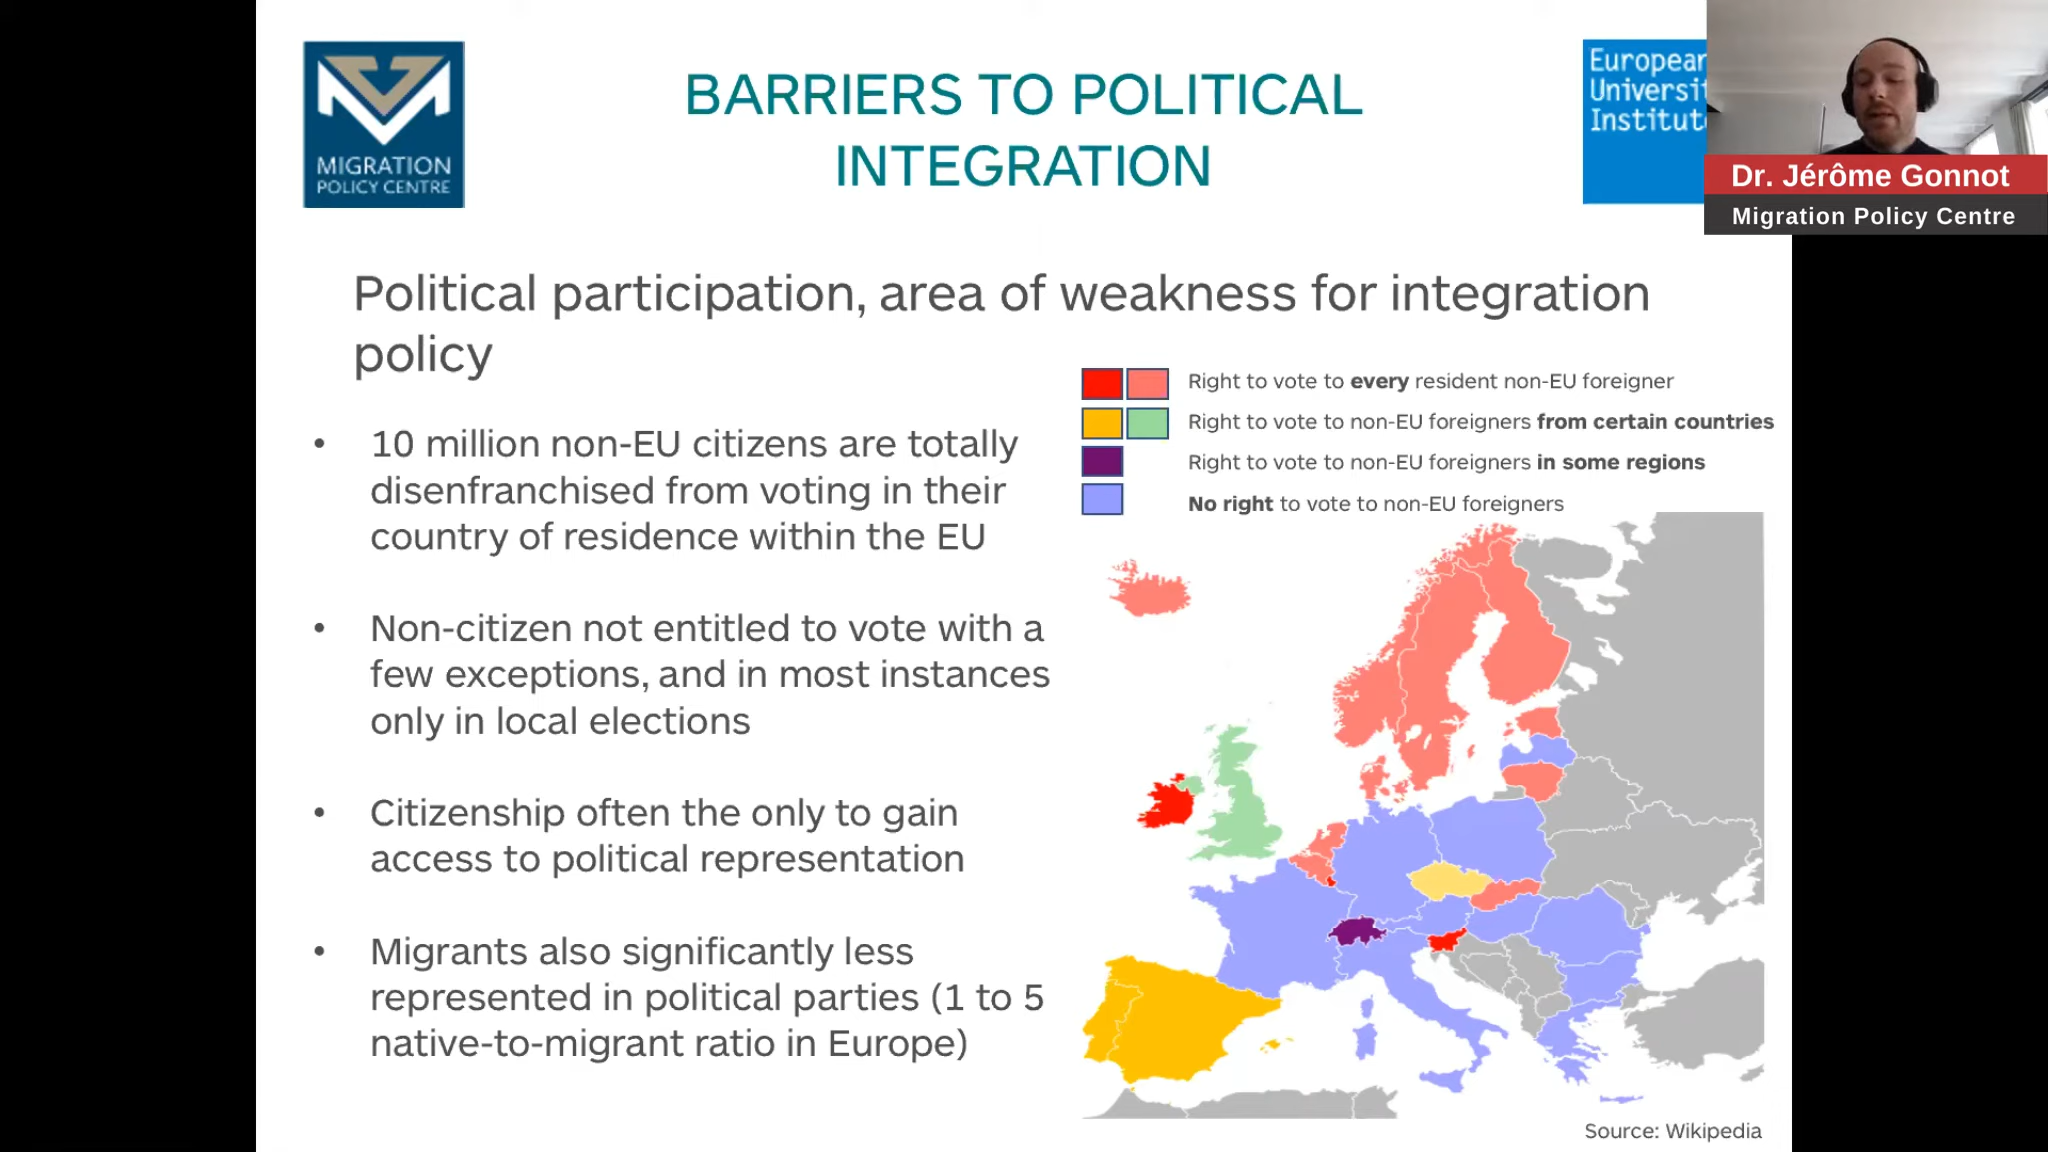 MIGRATION
POLICY CENTRE
BARRIERS TO POLITICAL
INTEGRATION
European
Universit
Institut
Dr. Jérôme Gonnot
Migration Policy Centre
Political participation, area of weakness for integration
policy
• 10 million non-EU citizens are totally
disenfranchised from voting in their
country of residence within the EU
• Non-citizen not entitled to vote with a
few exceptions, and in most instances
only in local elections
• Citizenship often the only to gain
access to political representation
• Migrants also significantly less
represented in political parties (1 to 5
native-to-migrant ratio in Europe)
Right to vote to every resident non-EU foreigner
Right to vote to non-EU foreigners from certain countries
Right to vote to non-EU foreigners in some regions
No right to vote to non-EU foreigners
Source: Wikipedia